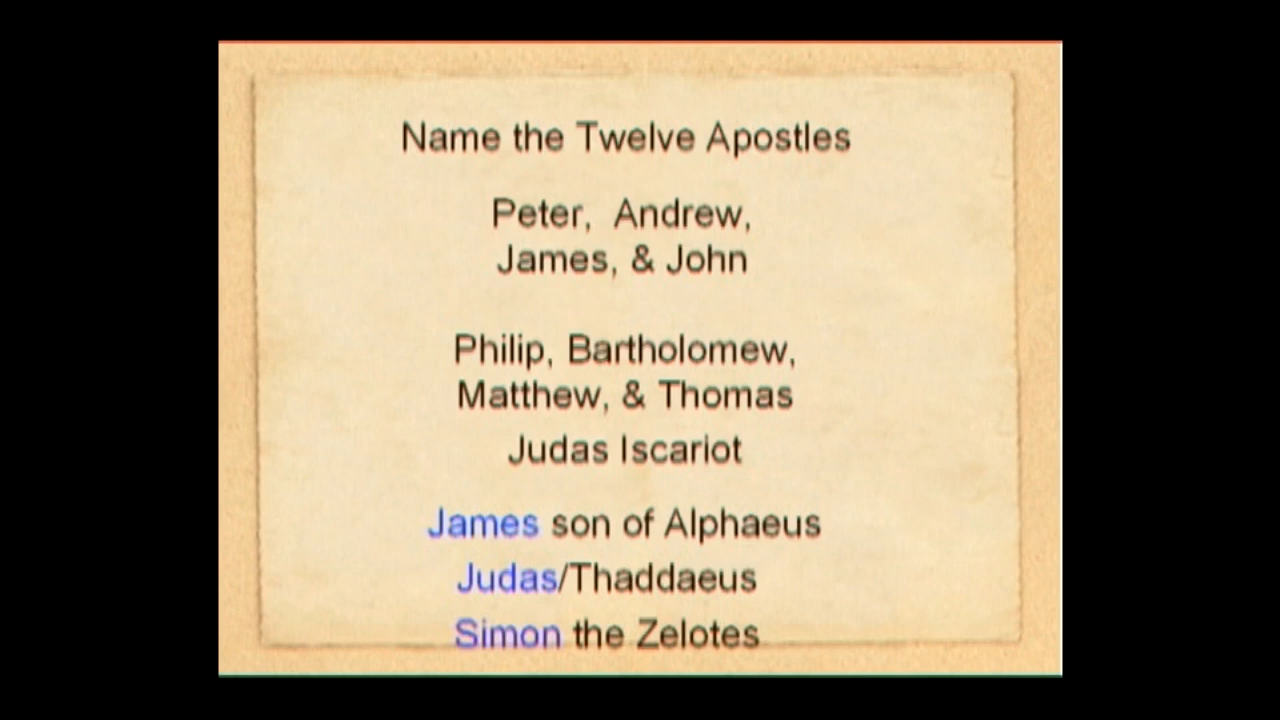 Name the Twelve Apostles
Peter, Andrew,
James, & John
Philip, Bartholomew,
Matthew, & Thomas
Judas Iscariot
James son of Alphaeus
Judas/Thaddaeus
Simon the Zelotes